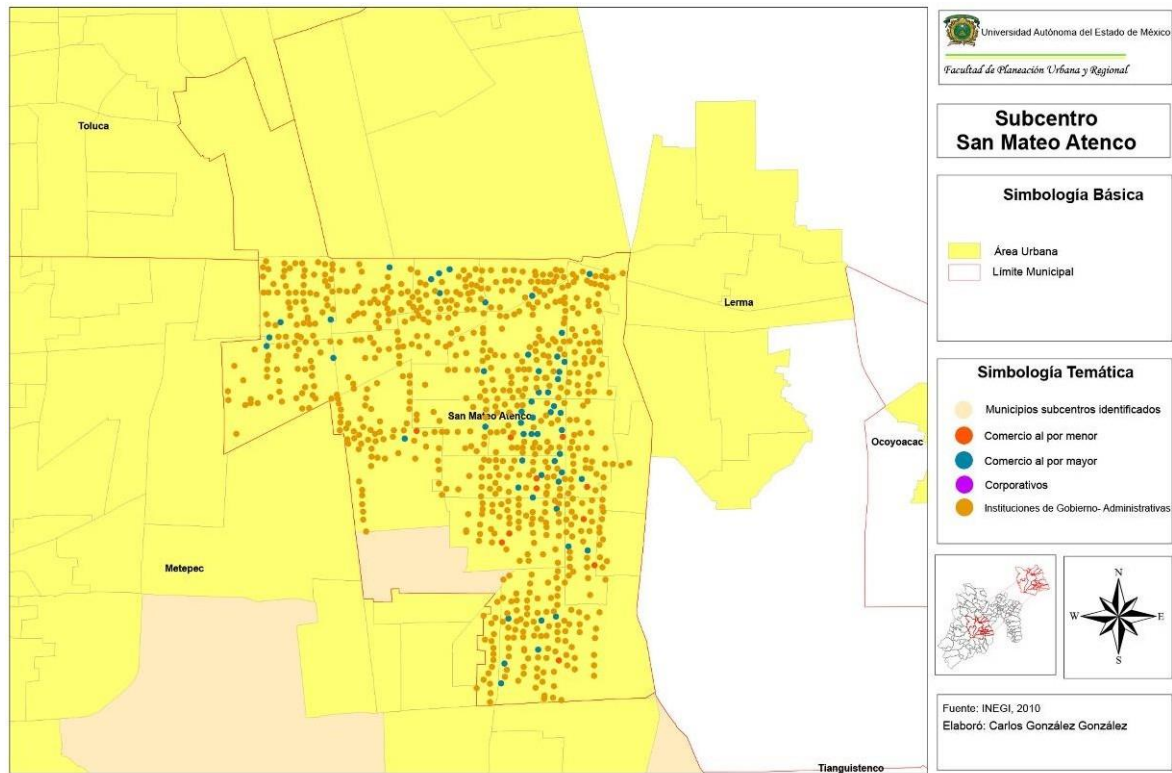 Universidad Autónoma del Estado de México
Facultad de Planeación Urbana y Regional
Subcentro
San Mateo Atenco
Simbología Básica
Área Urbana
Límite Municipal
Simbología Temática
Municipios subcentros identificados
Comercio al por menor
Comercio al por mayor
Corporativos
Instituciones de Gobierno- Administrativas
N
W
E
S
Fuente: INEGI, 2010
Elaboró: Carlos González González
Toluca
Lerma
San Mateo Atenco
Ocoyoacac
Metepec
Tianguistenco